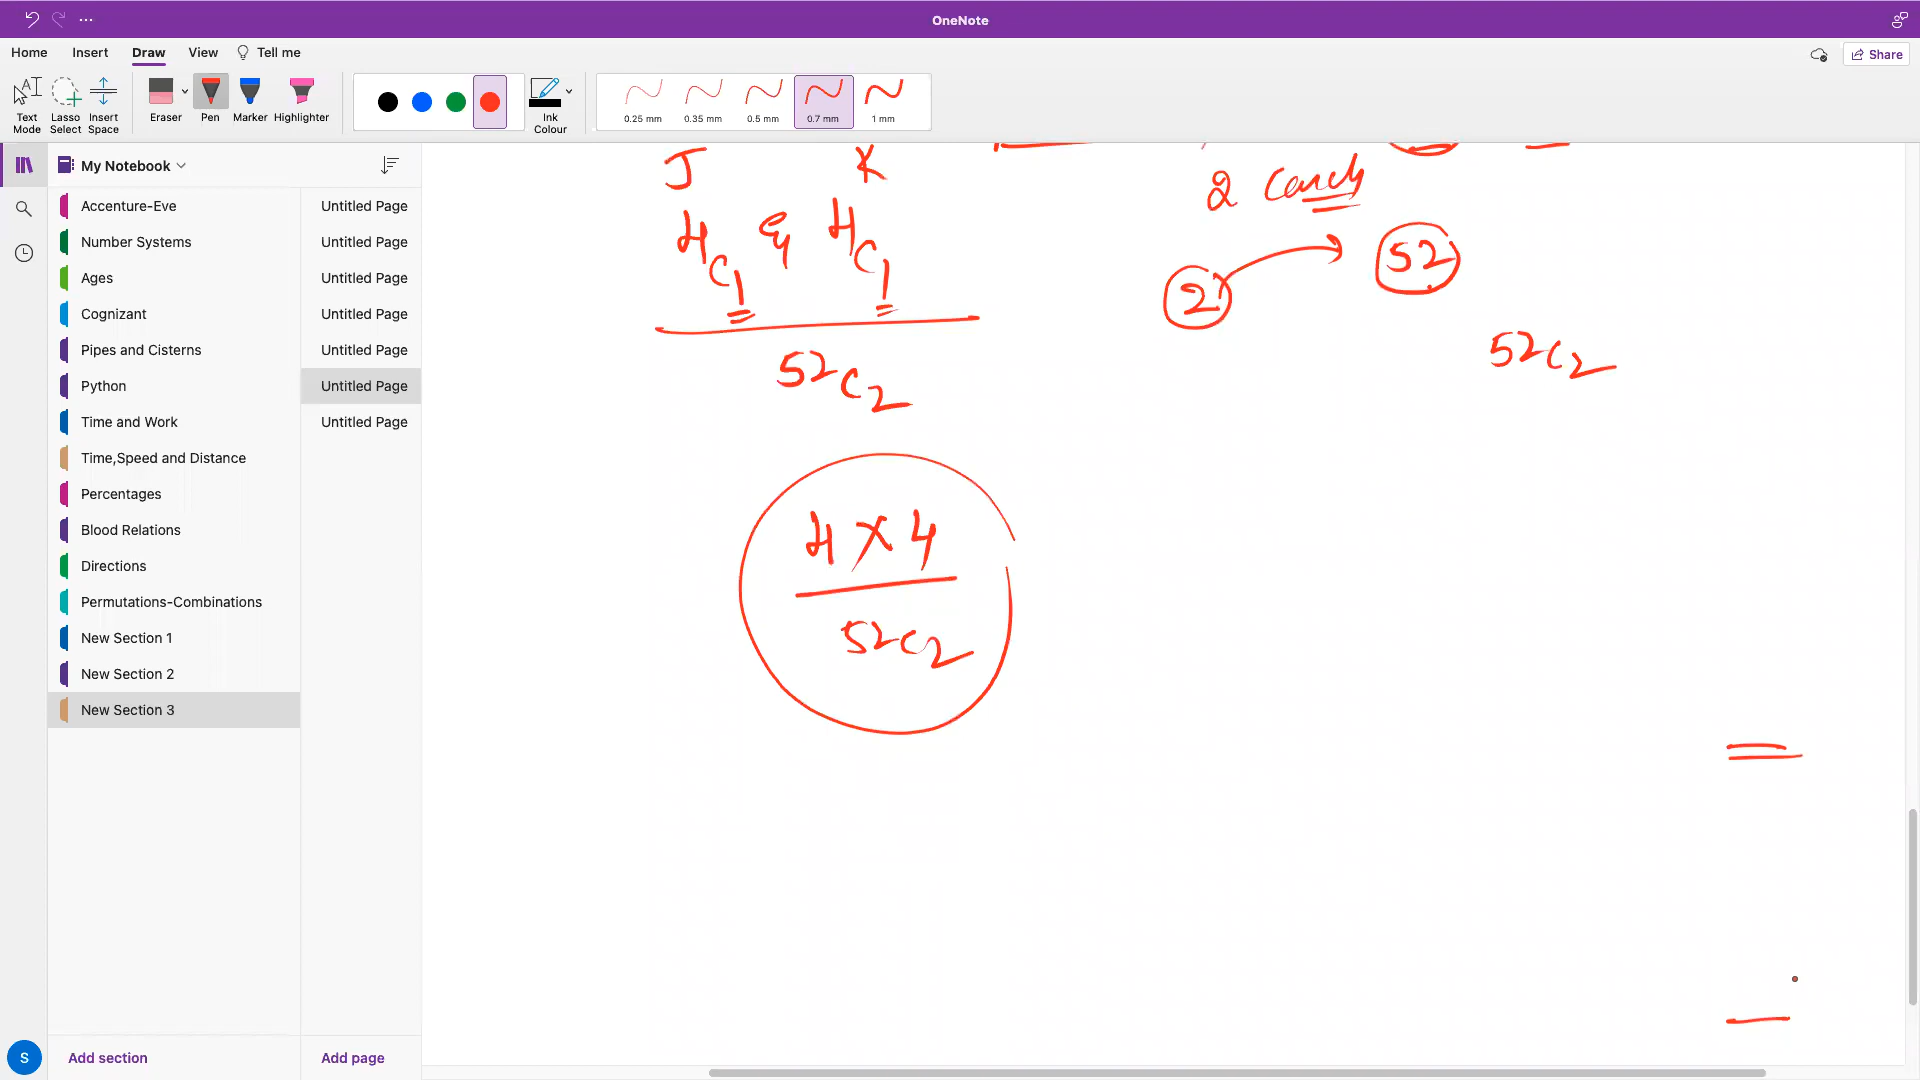 OneNote
Home Insert Draw View Tell me
Share
Text Mode
Lasso Select
Insert Space
Eraser
Pen
Marker
Highlighter
Ink Colour
0.25 mm
0.35 mm
0.5 mm
0.7 mm
1 mm
My Notebook
Accenture-Eve
Number Systems
Ages
Cognizant
Pipes and Cisterns
Python
Time and Work
Time,Speed and Distance
Percentages
Blood Relations
Directions
Permutations-Combinations
New Section 1
New Section 2
New Section 3
Untitled Page
Untitled Page
Untitled Page
Untitled Page
Untitled Page
Untitled Page
Untitled Page
S
Add section
Add page
J K
4C1 & 4C1
52C2
4 X 4
52C2
2 cards
2 52
52C2